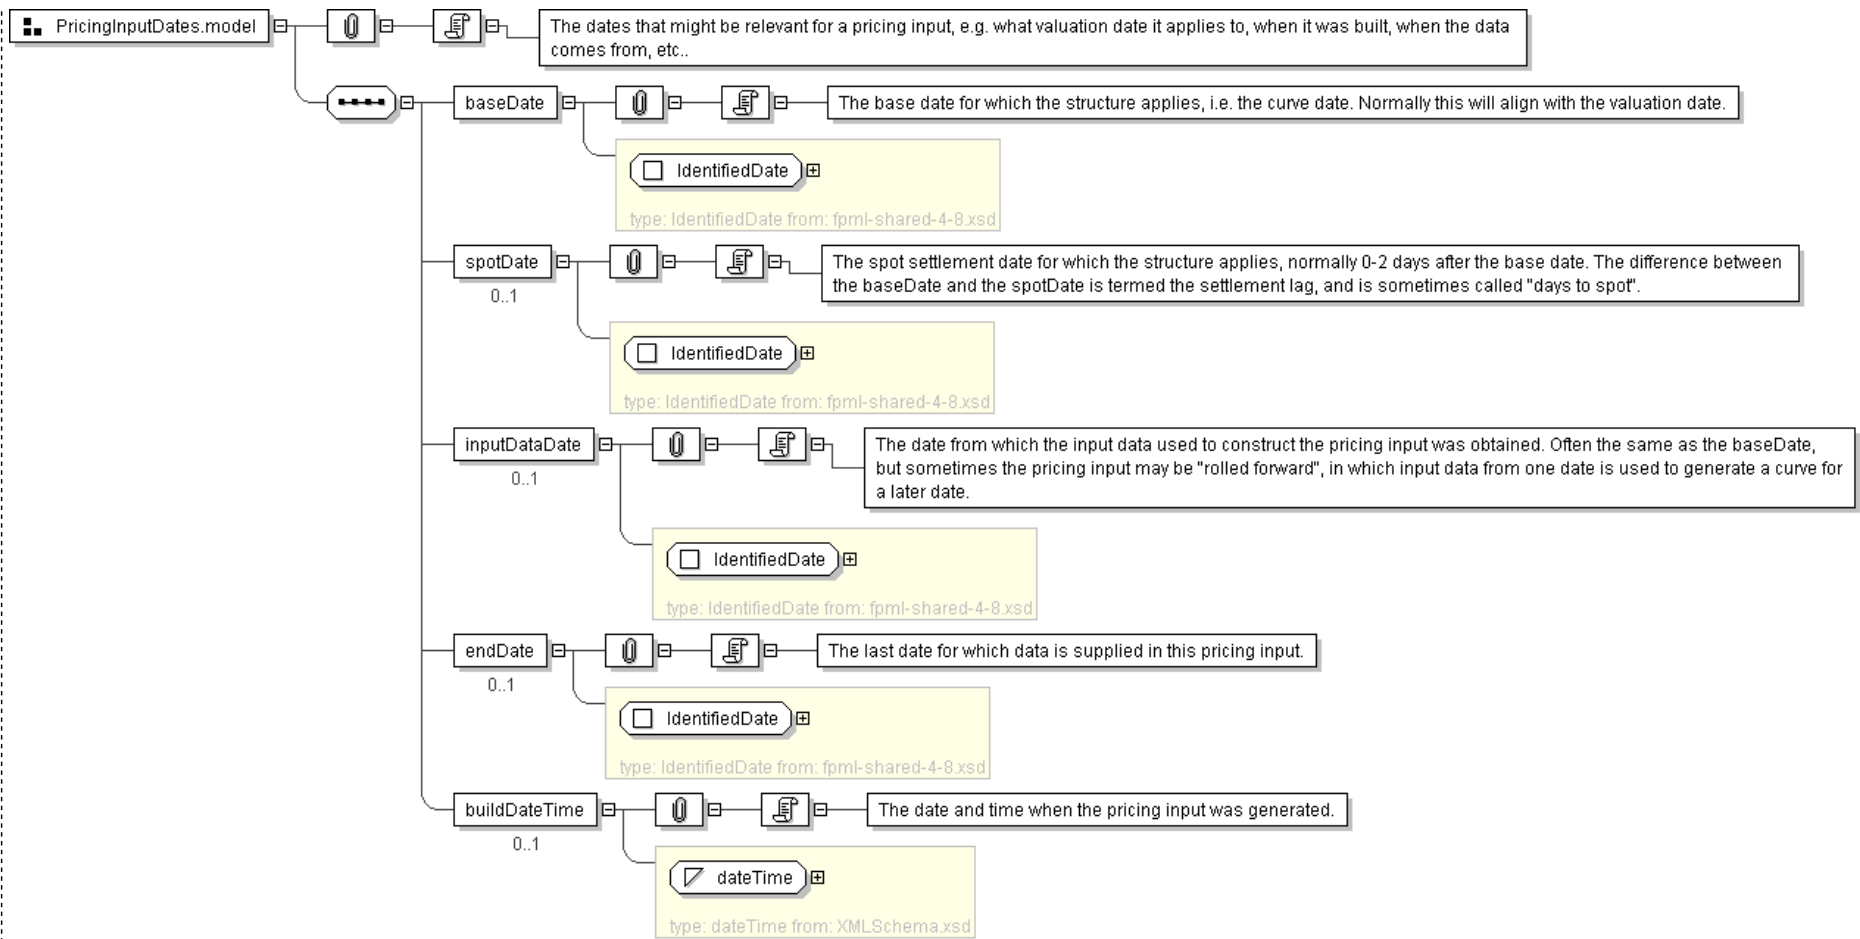 PricingInputDates.model
The dates that might be relevant for a pricing input, e.g. what valuation date it applies to, when it was built, when the data
comes from, etc..
baseDate
The base date for which the structure applies, i.e. the curve date. Normally this will align with the valuation date.
IdentifiedDate
type: IdentifiedDate from: fpml-shared-4-8.xsd
spotDate
0..1
The spot settlement date for which the structure applies, normally 0-2 days after the base date. The difference between
the baseDate and the spotDate is termed the settlement lag, and is sometimes called "days to spot".
IdentifiedDate
type: IdentifiedDate from: fpml-shared-4-8.xsd
inputDataDate
0..1
The date from which the input data used to construct the pricing input was obtained. Often the same as the baseDate,
but sometimes the pricing input may be "rolled forward", in which input data from one date is used to generate a curve for
a later date.
IdentifiedDate
type: IdentifiedDate from: fpml-shared-4-8.xsd
endDate
0..1
The last date for which data is supplied in this pricing input.
IdentifiedDate
type: IdentifiedDate from: fpml-shared-4-8.xsd
buildDateTime
0..1
The date and time when the pricing input was generated.
dateTime
type: dateTime from: XMLSchema.xsd